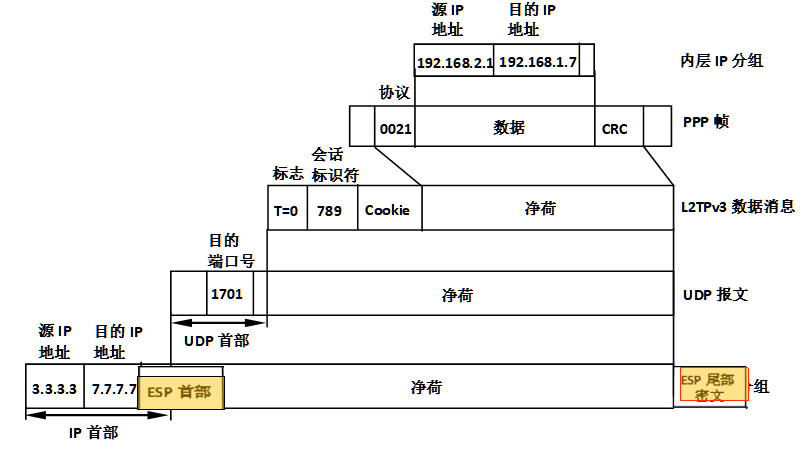 源 IP
地址
目的 IP
地址
192.168.2.1
192.168.1.7
内层 IP 分组
协议
0021
数据
CRC
PPP 帧
标志
会话
标识符
T=0
789
Cookie
净荷
L2TPv3 数据消息
目的
端口号
1701
净荷
UDP 报文
UDP 首部
源 IP
地址
目的 IP
地址
3.3.3.3
7.7.7.7
ESP 首部
净荷
ESP 尾部
密文
分组
IP 首部